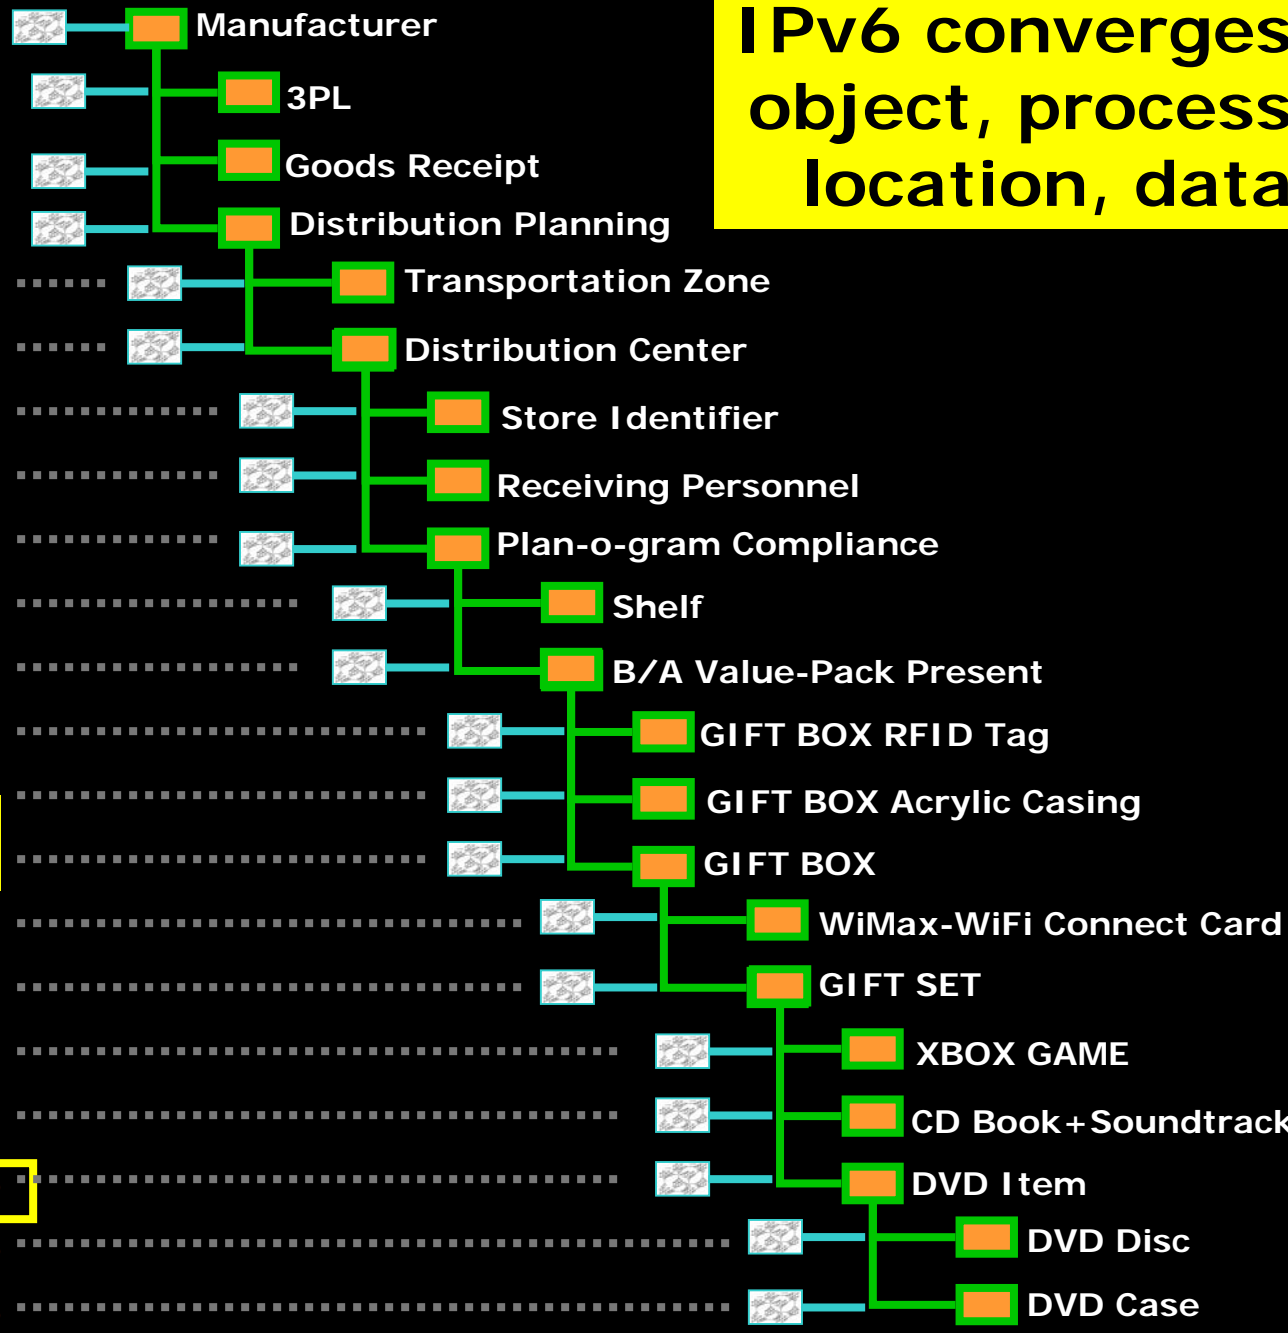 Manufacturer
IPv6 converges
object, process
location, data
3PL
Goods Receipt
Distribution Planning
Transportation Zone
Distribution Center
Store Identifier
Receiving Personnel
Plan-o-gram Compliance
Shelf
B/A Value-Pack Present
GIFT BOX RFID Tag
GIFT BOX Acrylic Casing
GIFT BOX
WiMax-WiFi Connect Card
GIFT SET
XBOX GAME
CD Book+Soundtrack
DVD Item
DVD Disc
DVD Case